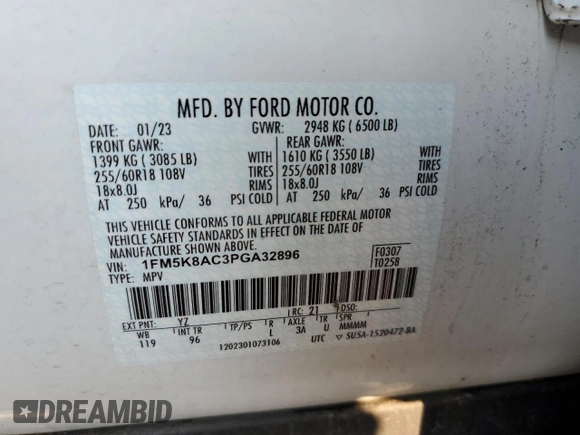 MFD. BY FORD MOTOR CO.
DATE: 01/23 GVWR: 2948 KG ( 6500 LB)
FRONT GAWR: REAR GAWR:
1399 KG ( 3085 LB) WITH 1610 KG ( 3550 LB) WITH
255/60R18 108V TIRES 255/60R18 108V TIRES
18x8.0J RIMS 18x8.0J RIMS
AT 250 kPa/ 36 PSI COLD AT 250 kPa/ 36 PSI COLD
THIS VEHICLE CONFORMS TO ALL APPLICABLE FEDERAL MOTOR
VEHICLE SAFETY AND THEFT PREVENTION STANDARDS IN EFFECT ON THE
DATE OF MANUFACTURE SHOWN ABOVE.
VIN: 1FM5K8AC3PGA32896 F0307
TYPE: MPV T0258
EXT PNT: YZ RC: 21 DSO:
WB INT TR TP/PS R AXLE TR SPR
119 96 L 3A U MMMM
1202301073106 UTC ▽ SU5A-1520472-BA
DREAMBID